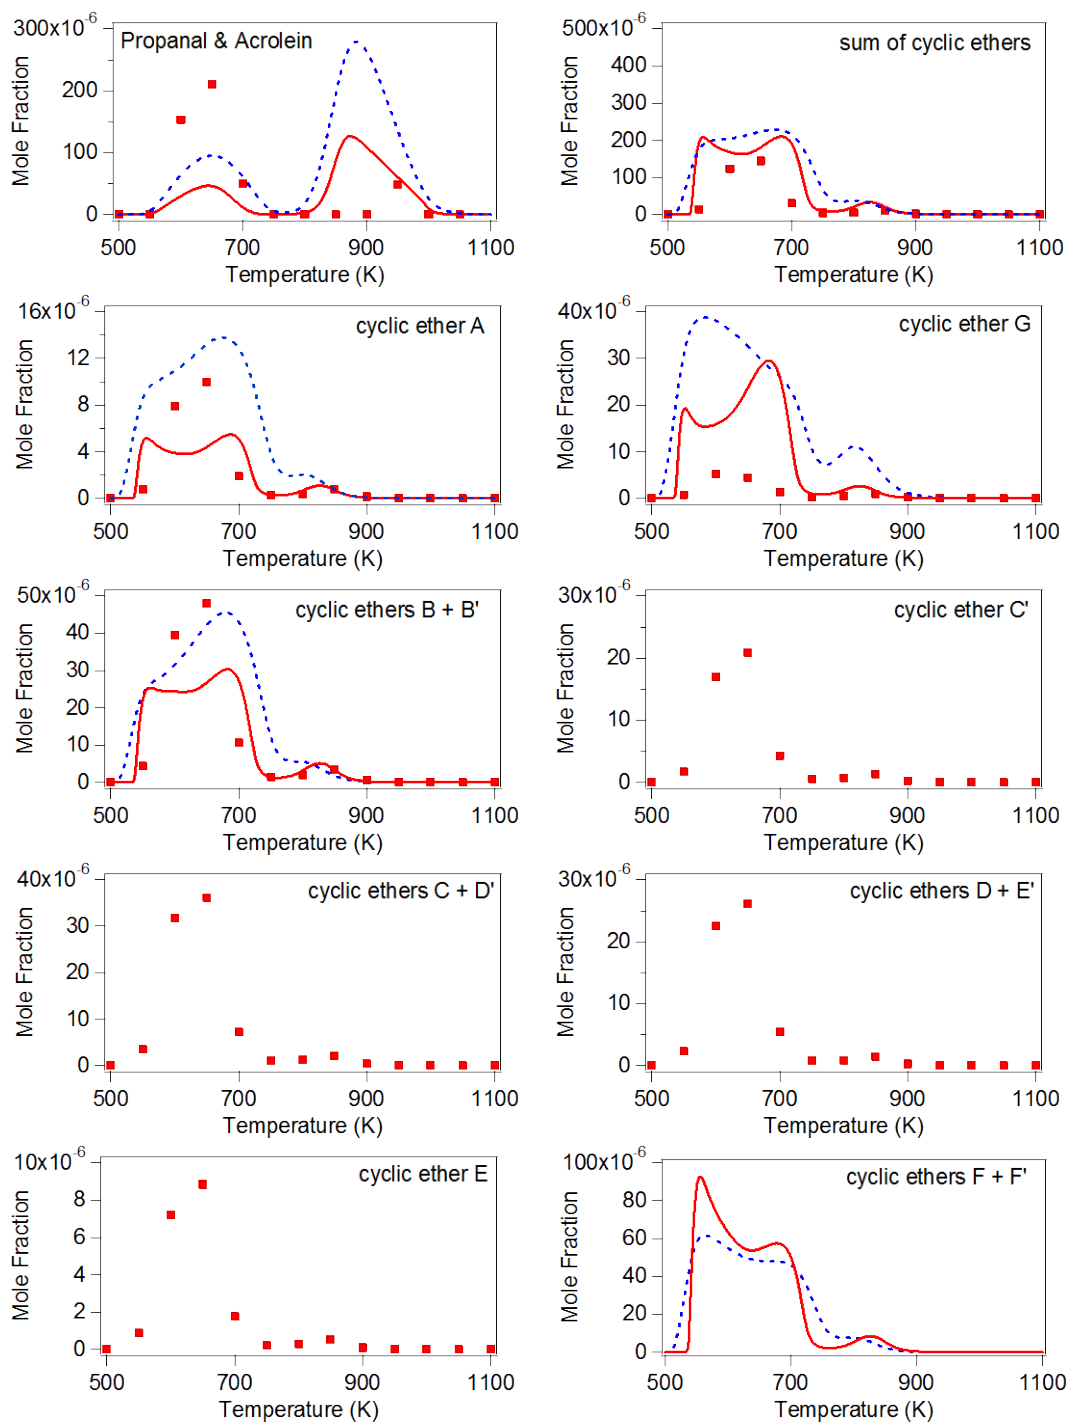 300x10⁻⁶
Propanal & Acrolein
200
100
0
Mole Fraction
500 700 900 1100
Temperature (K)
500x10⁻⁶
sum of cyclic ethers
400
300
200
100
0
Mole Fraction
500 700 900 1100
Temperature (K)
16x10⁻⁶
cyclic ether A
12
8
4
0
Mole Fraction
500 700 900 1100
Temperature (K)
40x10⁻⁶
cyclic ether G
30
20
10
0
Mole Fraction
500 700 900 1100
Temperature (K)
50x10⁻⁶
cyclic ethers B + B'
40
30
20
10
0
Mole Fraction
500 700 900 1100
Temperature (K)
30x10⁻⁶
cyclic ether C'
20
10
0
Mole Fraction
500 700 900 1100
Temperature (K)
40x10⁻⁶
cyclic ethers C + D'
30
20
10
0
Mole Fraction
500 700 900 1100
Temperature (K)
30x10⁻⁶
cyclic ethers D + E'
20
10
0
Mole Fraction
500 700 900 1100
Temperature (K)
10x10⁻⁶
cyclic ether E
8
6
4
2
0
Mole Fraction
500 700 900 1100
Temperature (K)
100x10⁻⁶
cyclic ethers F + F'
80
60
40
20
0
Mole Fraction
500 700 900 1100
Temperature (K)